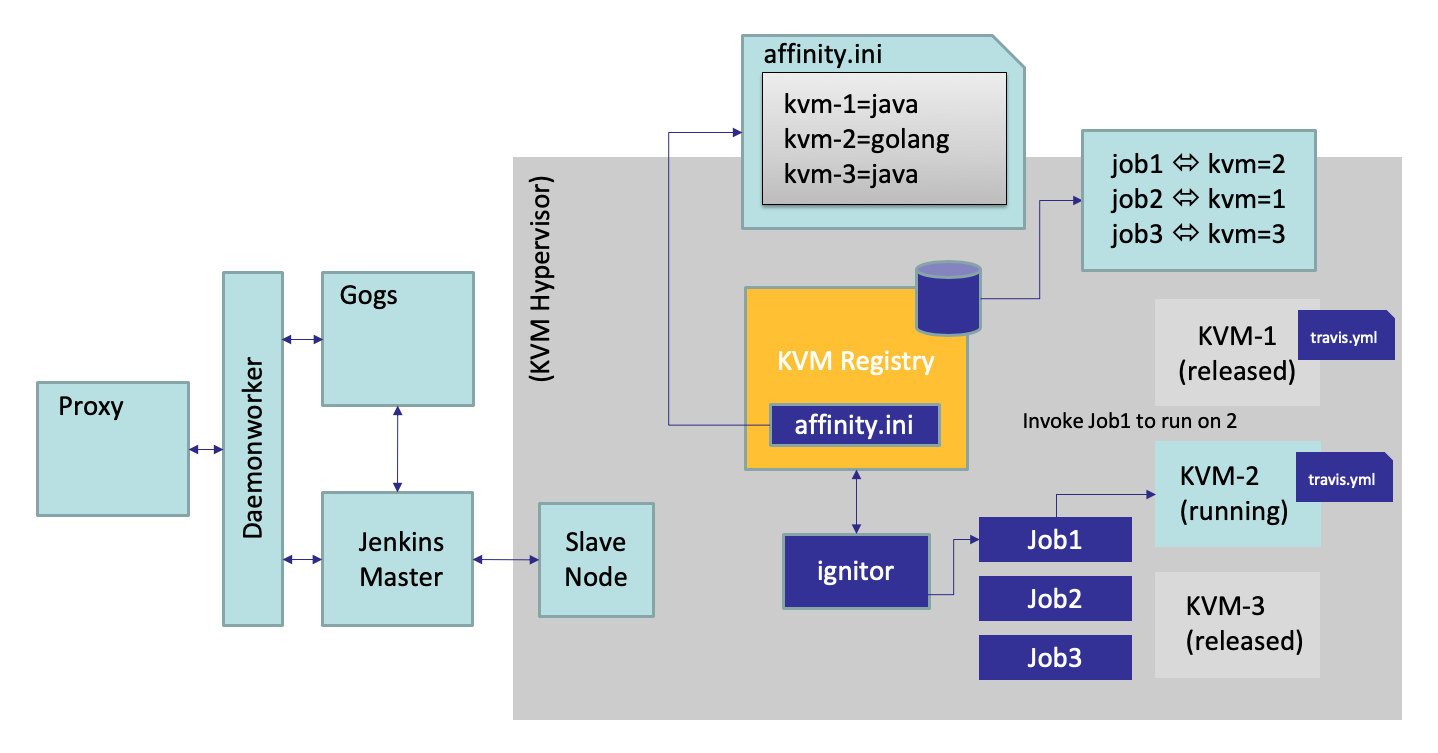 affinity.ini
kvm-1=java
kvm-2=golang
kvm-3=java
job1 ⬄ kvm=2
job2 ⬄ kvm=1
job3 ⬄ kvm=3
(KVM Hypervisor)
Gogs
Daemonworker
Proxy
Jenkins
Master
Slave
Node
KVM Registry
affinity.ini
ignitor
KVM-1
(released)
travis.yml
Invoke Job1 to run on 2
KVM-2
(running)
travis.yml
Job1
Job2
Job3
KVM-3
(released)